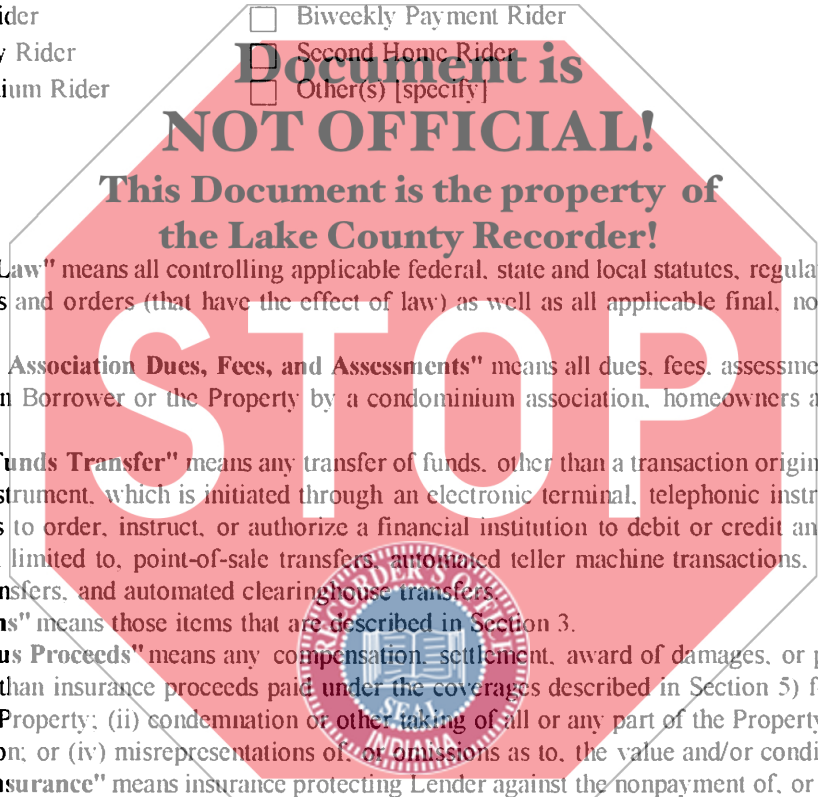 ider Biweekly Payment Rider
y Rider Second Home Rider
ium Rider Other(s) [specify]
Document is
NOT OFFICIAL!
This Document is the property of
the Lake County Recorder!
Law" means all controlling applicable federal, state and local statutes, regula
s and orders (that have the effect of law) as well as all applicable final, no
Association Dues, Fees, and Assessments" means all dues, fees, assessme
n Borrower or the Property by a condominium association, homeowners a
STOP
Funds Transfer" means any transfer of funds, other than a transaction origin
strument, which is initiated through an electronic terminal, telephonic instr
s to order, instruct, or authorize a financial institution to debit or credit an
limited to, point-of-sale transfers, automated teller machine transactions,
nsfers, and automated clearinghouse transfers.
ns" means those items that are described in Section 3.
us Proceeds" means any compensation, settlement, award of damages, or p
than insurance proceeds paid under the coverages described in Section 5) f
Property; (ii) condemnation or other taking of all or any part of the Property
on; or (iv) misrepresentations of, or omissions as to, the value and/or condi
nsurance" means insurance protecting Lender against the nonpayment of, or
RECORDER'S OFFICE
SEAL
INDIANA